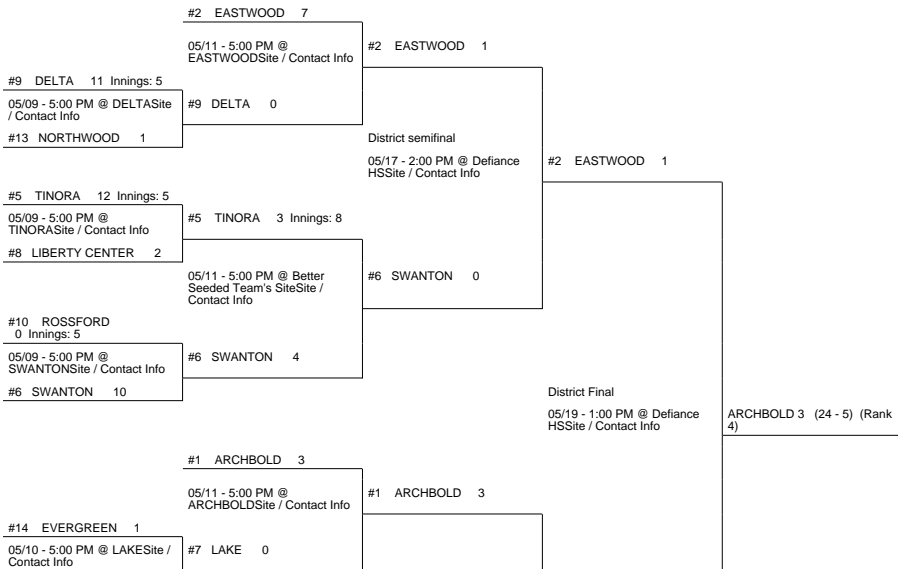 #2 EASTWOOD 7
05/11 - 5:00 PM @
EASTWOODSite / Contact Info
#2 EASTWOOD 1
#9 DELTA 11 Innings: 5
05/09 - 5:00 PM @ DELTASite
/ Contact Info
#9 DELTA 0
#13 NORTHWOOD 1
District semifinal
05/17 - 2:00 PM @ Defiance
HSSite / Contact Info
#2 EASTWOOD 1
#5 TINORA 12 Innings: 5
05/09 - 5:00 PM @
TINORASite / Contact Info
#5 TINORA 3 Innings: 8
#8 LIBERTY CENTER 2
05/11 - 5:00 PM @ Better
Seeded Team's SiteSite /
Contact Info
#6 SWANTON 0
#10 ROSSFORD
0 Innings: 5
05/09 - 5:00 PM @
SWANTONSite / Contact Info
#6 SWANTON 4
#6 SWANTON 10
District Final
05/19 - 1:00 PM @ Defiance
HSSite / Contact Info
ARCHBOLD 3 (24 - 5) (Rank
4)
#1 ARCHBOLD 3
05/11 - 5:00 PM @
ARCHBOLDSite / Contact Info
#1 ARCHBOLD 3
#14 EVERGREEN 1
05/10 - 5:00 PM @ LAKESite /
Contact Info
#7 LAKE 0